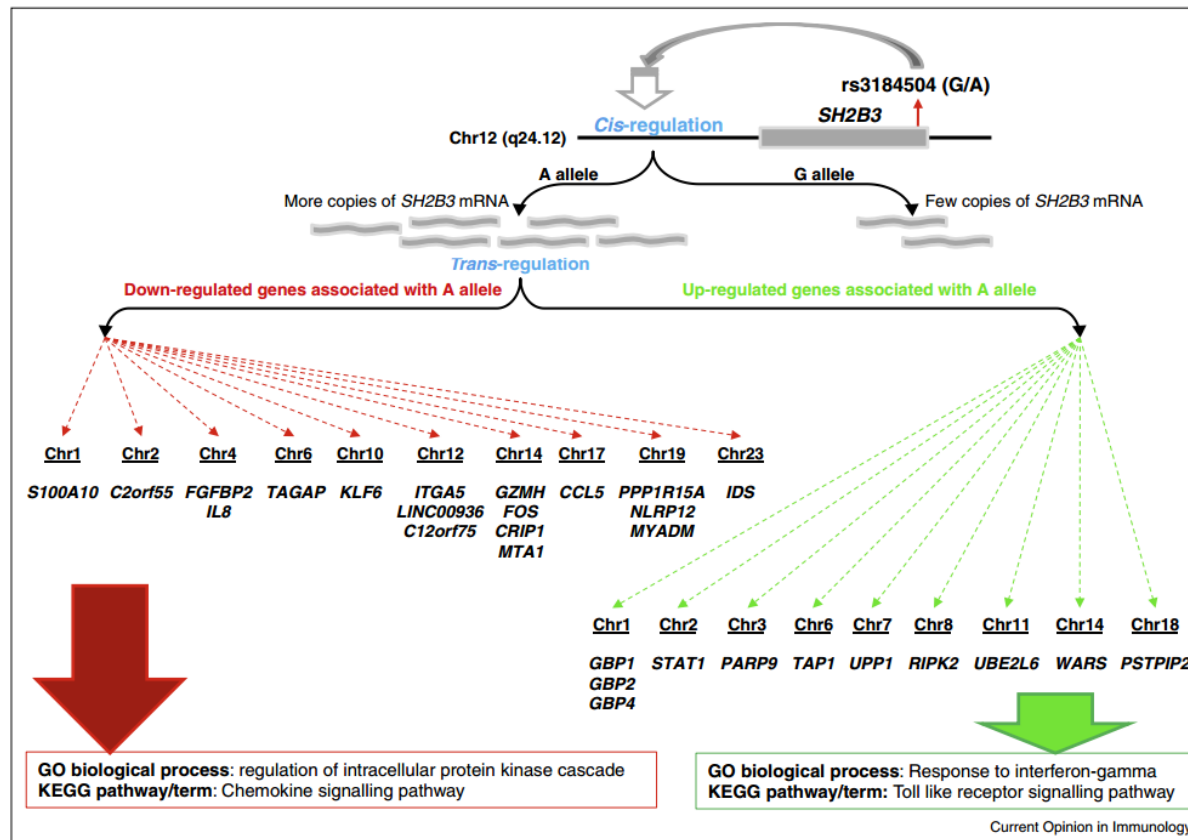 rs3184504 (G/A)
Cis-regulation
SH2B3
Chr12 (q24.12)
A allele
G allele
More copies of SH2B3 mRNA
Few copies of SH2B3 mRNA
Trans-regulation
Down-regulated genes associated with A allele
Up-regulated genes associated with A allele
Chr1 Chr2 Chr4 Chr6 Chr10 Chr12 Chr14 Chr17 Chr19 Chr23
S100A10 C2orf55 FGFBP2 TAGAP KLF6 ITGA5 GZMH CCL5 PPP1R15A IDS
IL8 LINC00936 FOS NLRP12
C12orf75 CRIP1 MYADM
MTA1
Chr1 Chr2 Chr3 Chr6 Chr7 Chr8 Chr11 Chr14 Chr18
GBP1 STAT1 PARP9 TAP1 UPP1 RIPK2 UBE2L6 WARS PSTPIP2
GBP2
GBP4
GO biological process: regulation of intracellular protein kinase cascade
KEGG pathway/term: Chemokine signalling pathway
GO biological process: Response to interferon-gamma
KEGG pathway/term: Toll like receptor signalling pathway
Current Opinion in Immunology